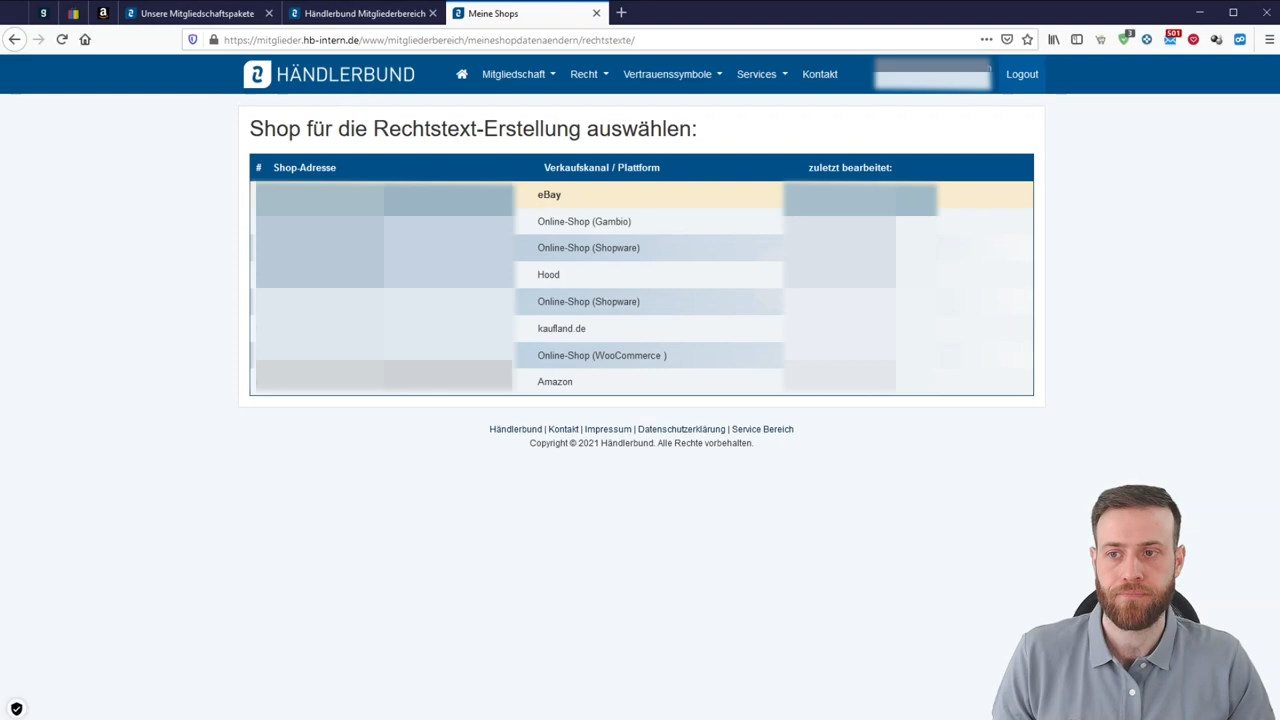 Unsere Mitgliedschaftspakete
Händlerbund Mitgliederbereich
Meine Shops
https://mitglieder.hb-intern.de/www/mitgliederbereich/meineshopdatenaendern/rechtstexte/
3
501
HÄNDLERBUND
Mitgliedschaft
Recht
Vertrauenssymbole
Services
Kontakt
Logout
Shop für die Rechtstext-Erstellung auswählen:
# Shop-Adresse Verkaufskanal / Plattform zuletzt bearbeitet:
eBay
Online-Shop (Gambio)
Online-Shop (Shopware)
Hood
Online-Shop (Shopware)
kaufland.de
Online-Shop (WooCommerce )
Amazon
Händlerbund | Kontakt | Impressum | Datenschutzerklärung | Service Bereich
Copyright © 2021 Händlerbund. Alle Rechte vorbehalten.